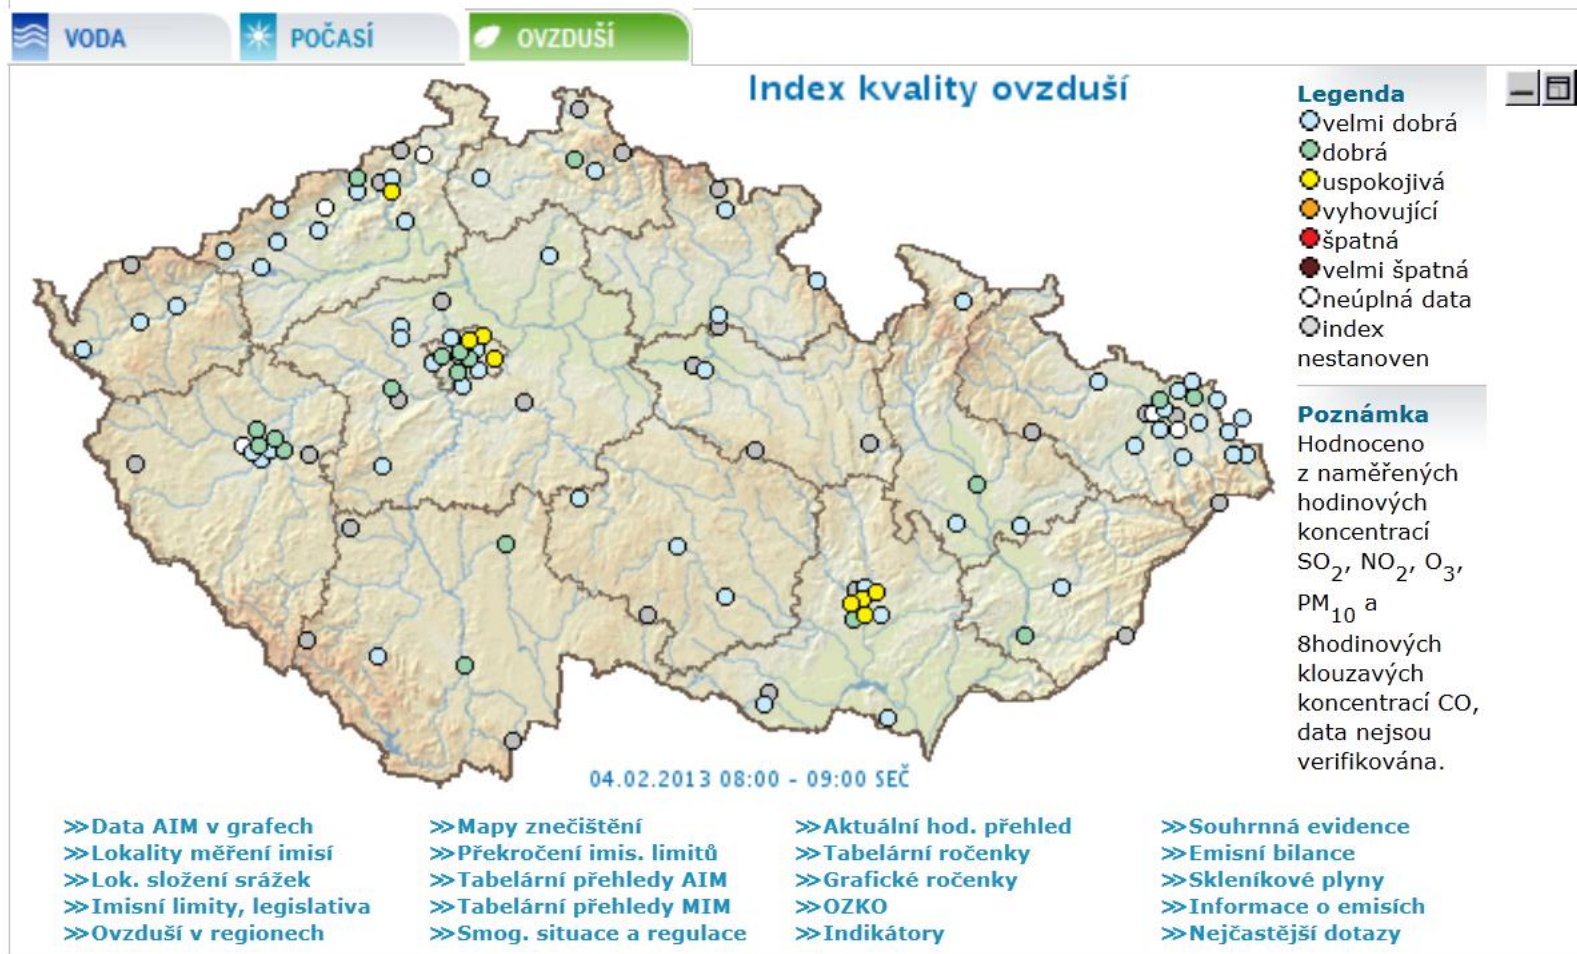 VODA
POČASÍ
OVZDUŠÍ
Index kvality ovzduší
Legenda
velmi dobrá
dobrá
uspokojivá
vyhovující
špatná
velmi špatná
neúplná data
index
nestanoven
Poznámka
Hodnoceno
z naměřených
hodinových
koncentrací
SO2, NO2, O3,
PM10 a
8hodinových
klouzavých
koncentrací CO,
data nejsou
verifikována.
04.02.2013 08:00 - 09:00 SEČ
>>Data AIM v grafech
>>Lokality měření imisí
>>Lok. složení srážek
>>Imisní limity, legislativa
>>Ovzduší v regionech
>>Mapy znečištění
>>Překročení imis. limitů
>>Tabelární přehledy AIM
>>Tabelární přehledy MIM
>>Smog. situace a regulace
>>Aktuální hod. přehled
>>Tabelární ročenky
>>Grafické ročenky
>>OZKO
>>Indikátory
>>Souhrnná evidence
>>Emisní bilance
>>Skleníkové plyny
>>Informace o emisích
>>Nejčastější dotazy